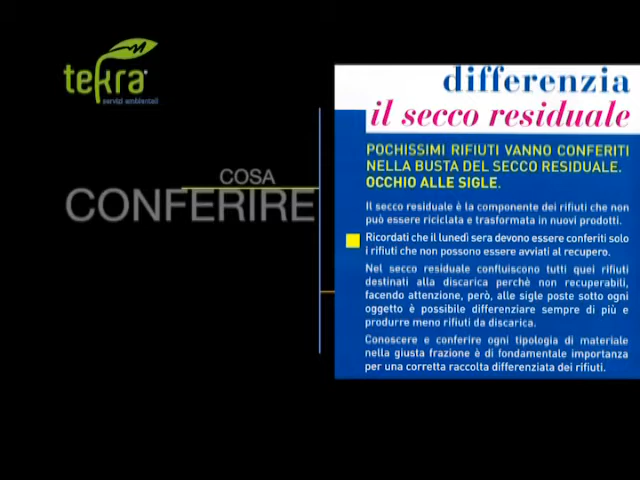 tekra
servizi ambientali
COSA
CONFERIRE
differenzia
il secco residuale
POCHISSIMI RIFIUTI VANNO CONFERITI
NELLA BUSTA DEL SECCO RESIDUALE.
OCCHIO ALLE SIGLE.
Il secco residuale è la componente dei rifiuti che non
può essere riciclata e trasformata in nuovi prodotti.
Ricordati che il lunedì sera devono essere conferiti solo
i rifiuti che non possono essere avviati al recupero.
Nel secco residuale confluiscono tutti quei rifiuti
destinati alla discarica perchè non recuperabili,
facendo attenzione, però, alle sigle poste sotto ogni
oggetto è possibile differenziare sempre di più e
produrre meno rifiuti da discarica.
Conoscere e conferire ogni tipologia di materiale
nella giusta frazione è di fondamentale importanza
per una corretta raccolta differenziata dei rifiuti.